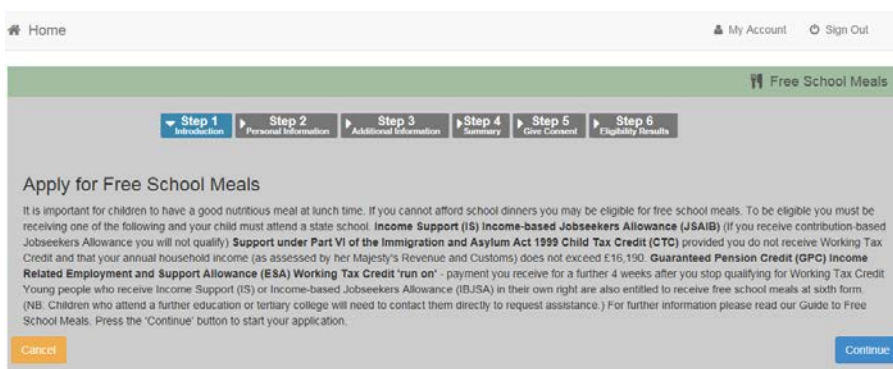 Home
My Account Sign Out
Free School Meals
Step 1 Step 2 Step 3 Step 4 Step 5 Step 6
Introduction Personal Information Additional Information Summary Give Consent Eligibility Results
Apply for Free School Meals
It is important for children to have a good nutritious meal at lunch time. If you cannot afford school dinners you may be eligible for free school meals. To be eligible you must be
receiving one of the following and your child must attend a state school. Income Support (IS) Income-based Jobseekers Allowance (JSAIB) (If you receive contribution-based
Jobseekers Allowance you will not qualify) Support under Part VI of the Immigration and Asylum Act 1999 Child Tax Credit (CTC) provided you do not receive Working Tax
Credit and that your annual household income (as assessed by her Majesty's Revenue and Customs) does not exceed £16,190. Guaranteed Pension Credit (GPC) Income
Related Employment and Support Allowance (ESA) Working Tax Credit 'run on' - payment you receive for a further 4 weeks after you stop qualifying for Working Tax Credit
Young people who receive Income Support (IS) or Income-based Jobseekers Allowance (IBJSA) in their own right are also entitled to receive free school meals at sixth form.
(NB: Children who attend a further education or tertiary college will need to contact them directly to request assistance.) For further information please read our Guide to Free
School Meals. Press the 'Continue' button to start your application.
Cancel Continue